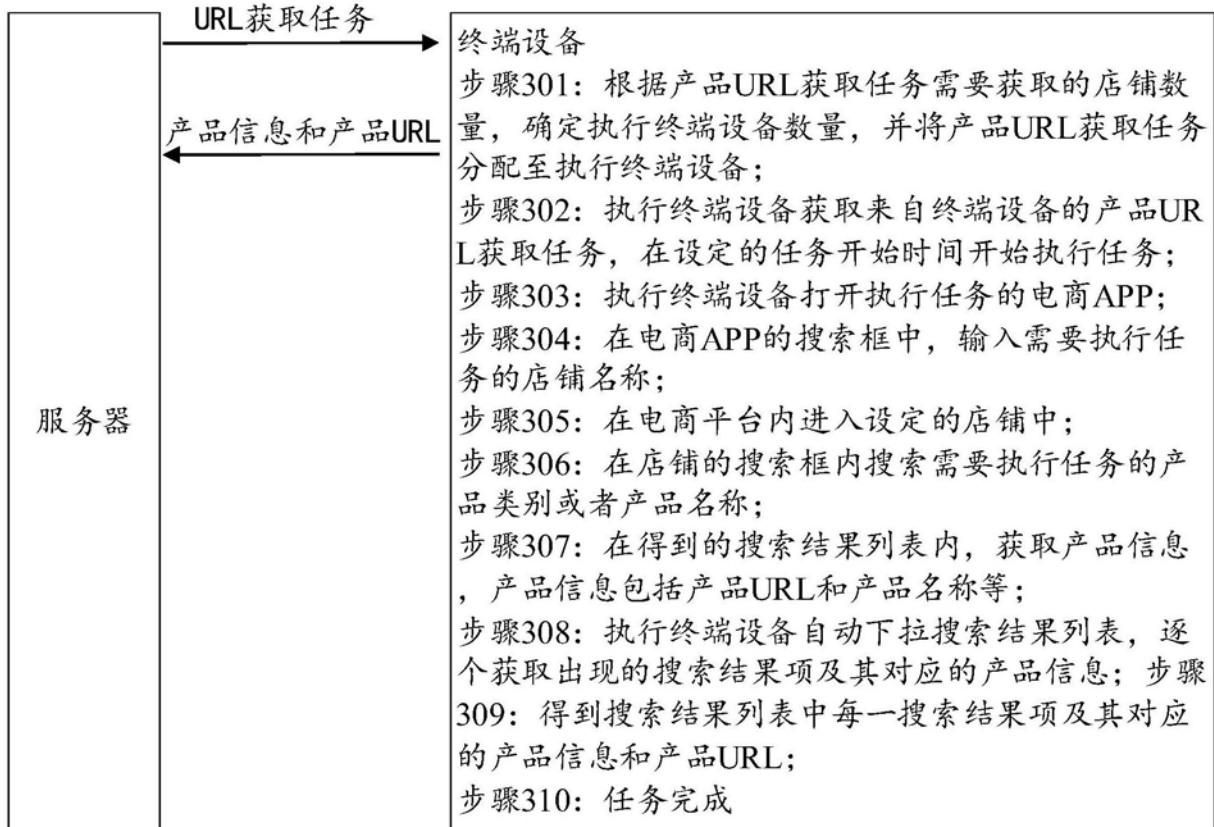 URL获取任务
产品信息和产品URL
服务器
终端设备
步骤301：根据产品URL获取任务需要获取的店铺数
量，确定执行终端设备数量，并将产品URL获取任务
分配至执行终端设备；
步骤302：执行终端设备获取来自终端设备的产品UR
L获取任务，在设定的任务开始时间开始执行任务；
步骤303：执行终端设备打开执行任务的电商APP；
步骤304：在电商APP的搜索框中，输入需要执行任
务的店铺名称；
步骤305：在电商平台内进入设定的店铺中；
步骤306：在店铺的搜索框内搜索需要执行任务的产
品类别或者产品名称；
步骤307：在得到的搜索结果列表内，获取产品信息
，产品信息包括产品URL和产品名称等；
步骤308：执行终端设备自动下拉搜索结果列表，逐
个获取出现的搜索结果项及其对应的产品信息；步骤
309：得到搜索结果列表中每一搜索结果项及其对应
的产品信息和产品URL；
步骤310：任务完成